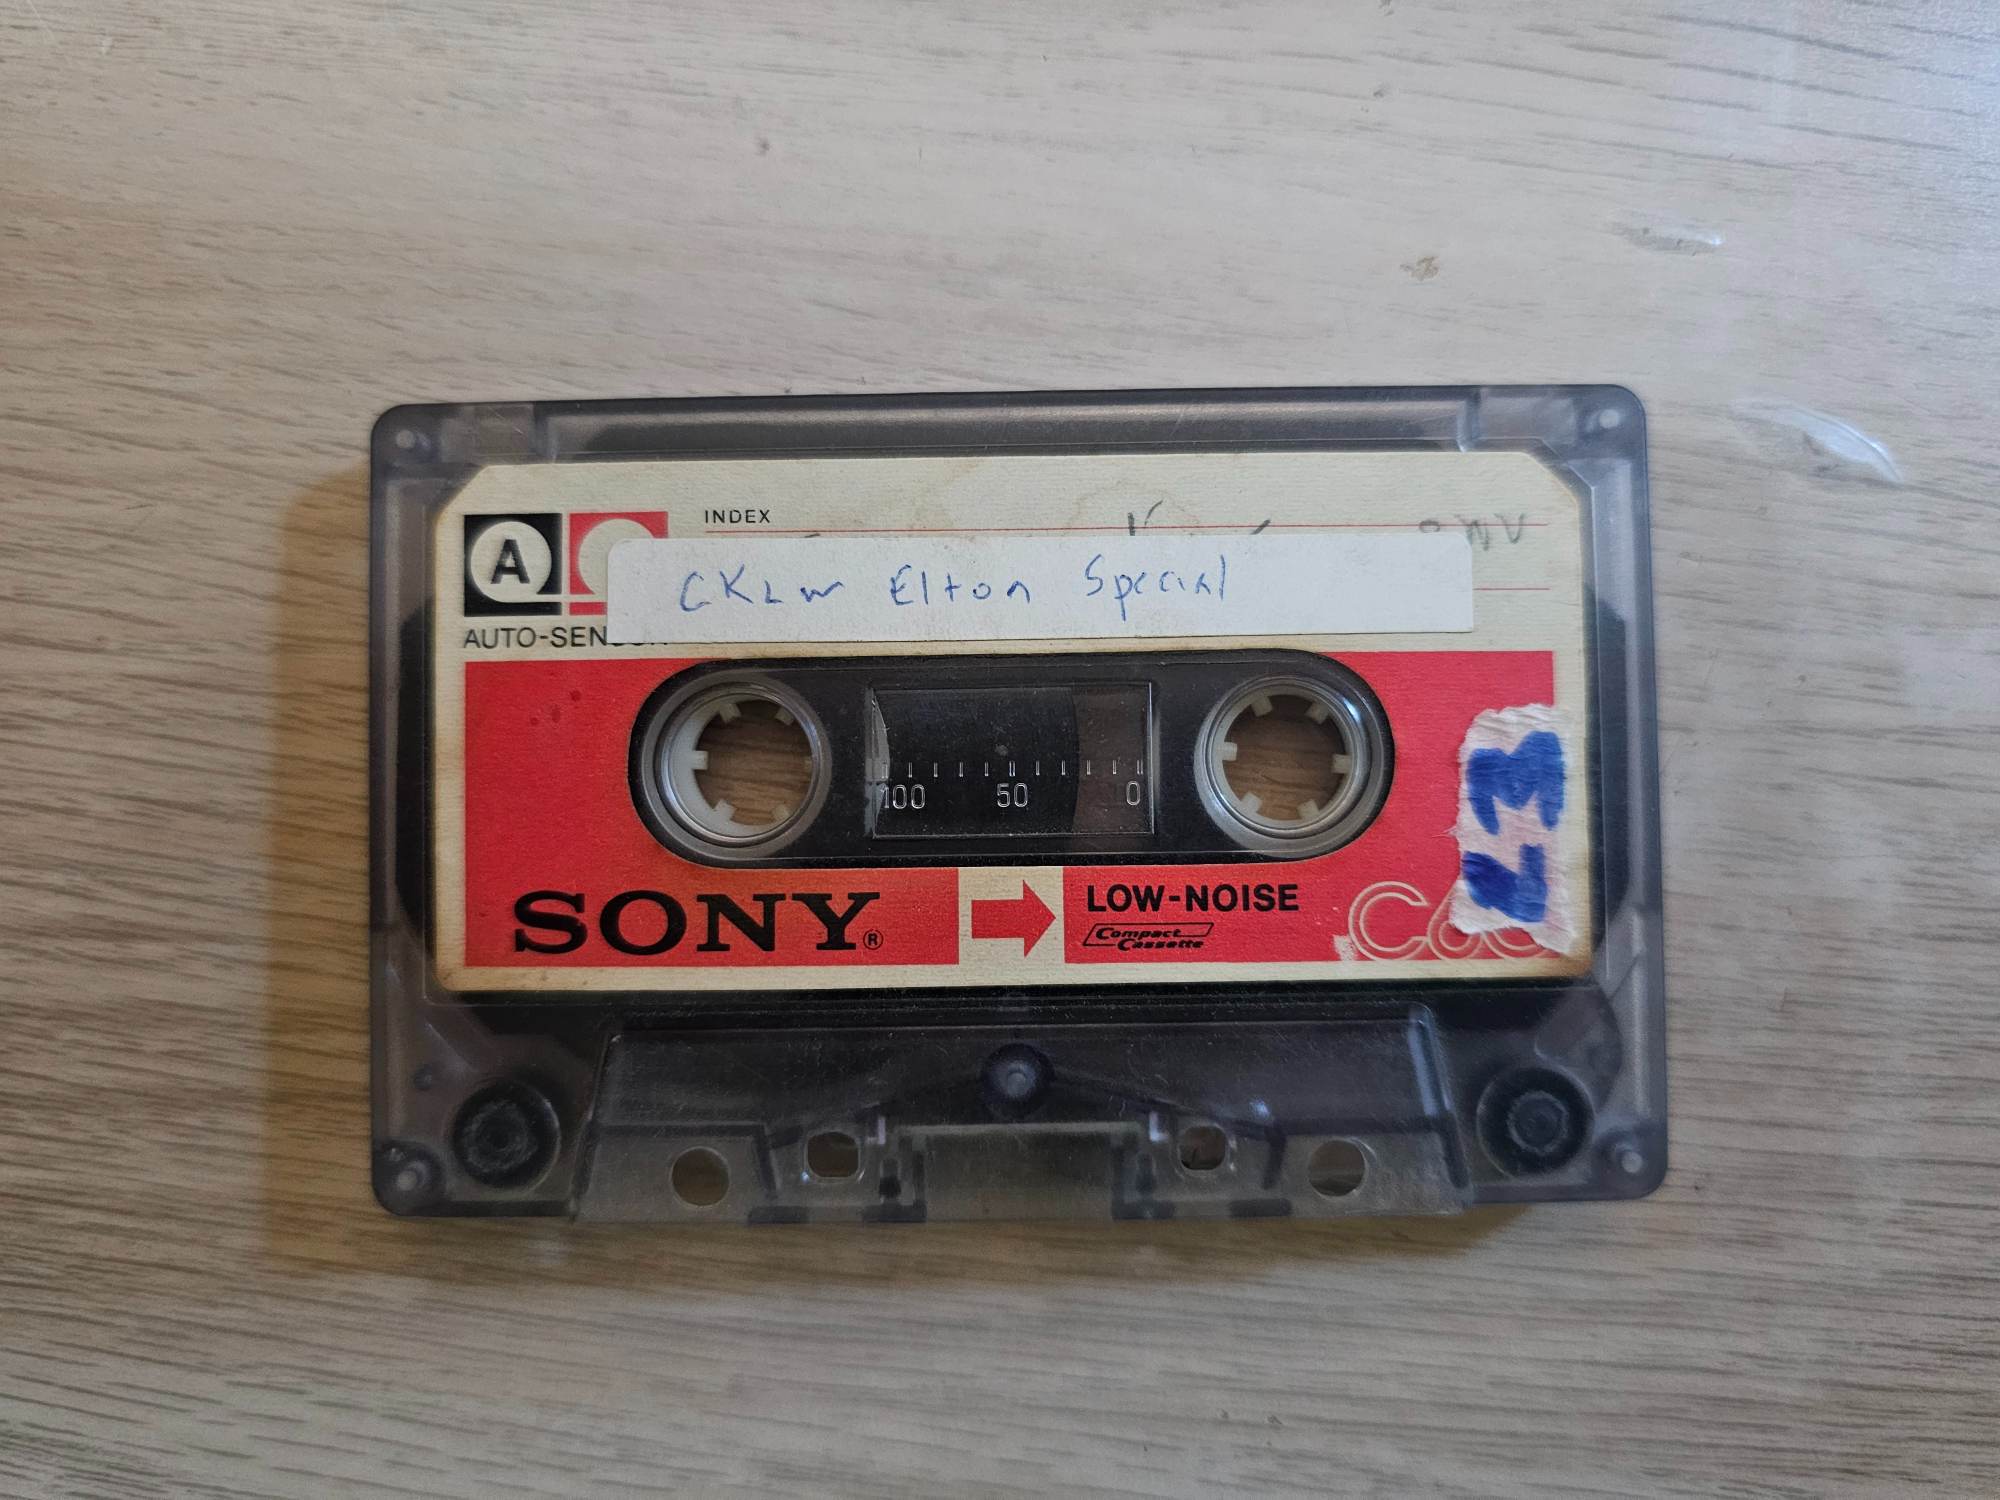 INDEX
A
CKLW Elton Special
AUTO-SEN
100 50 0
SONY®
LOW-NOISE
Compact
Cassette